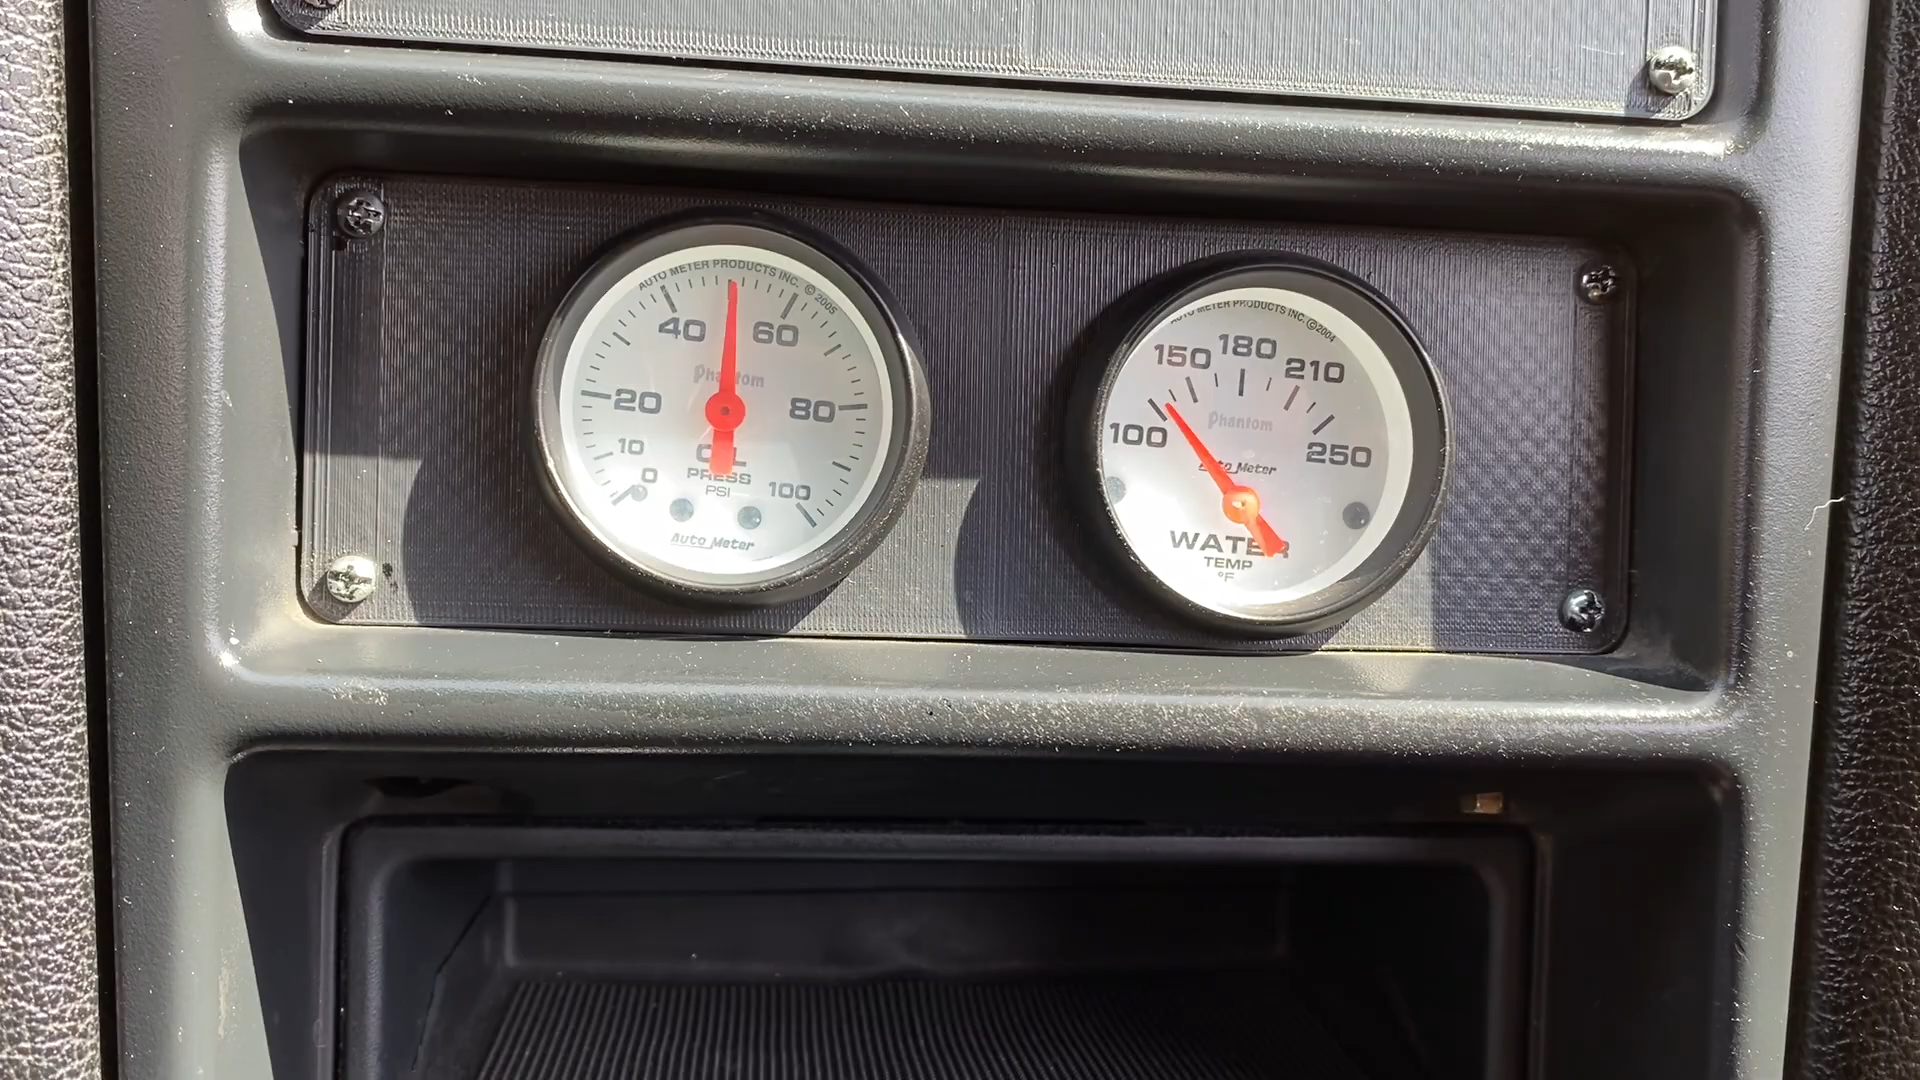 AUTO METER PRODUCTS INC. © 2005
40 60
Phantom
20 80
10
0 100
OIL
PRESS
PSI
Auto Meter
AUTO METER PRODUCTS INC. ©2004
150 180 210
100 250
Phantom
Auto Meter
WATER
TEMP
°F